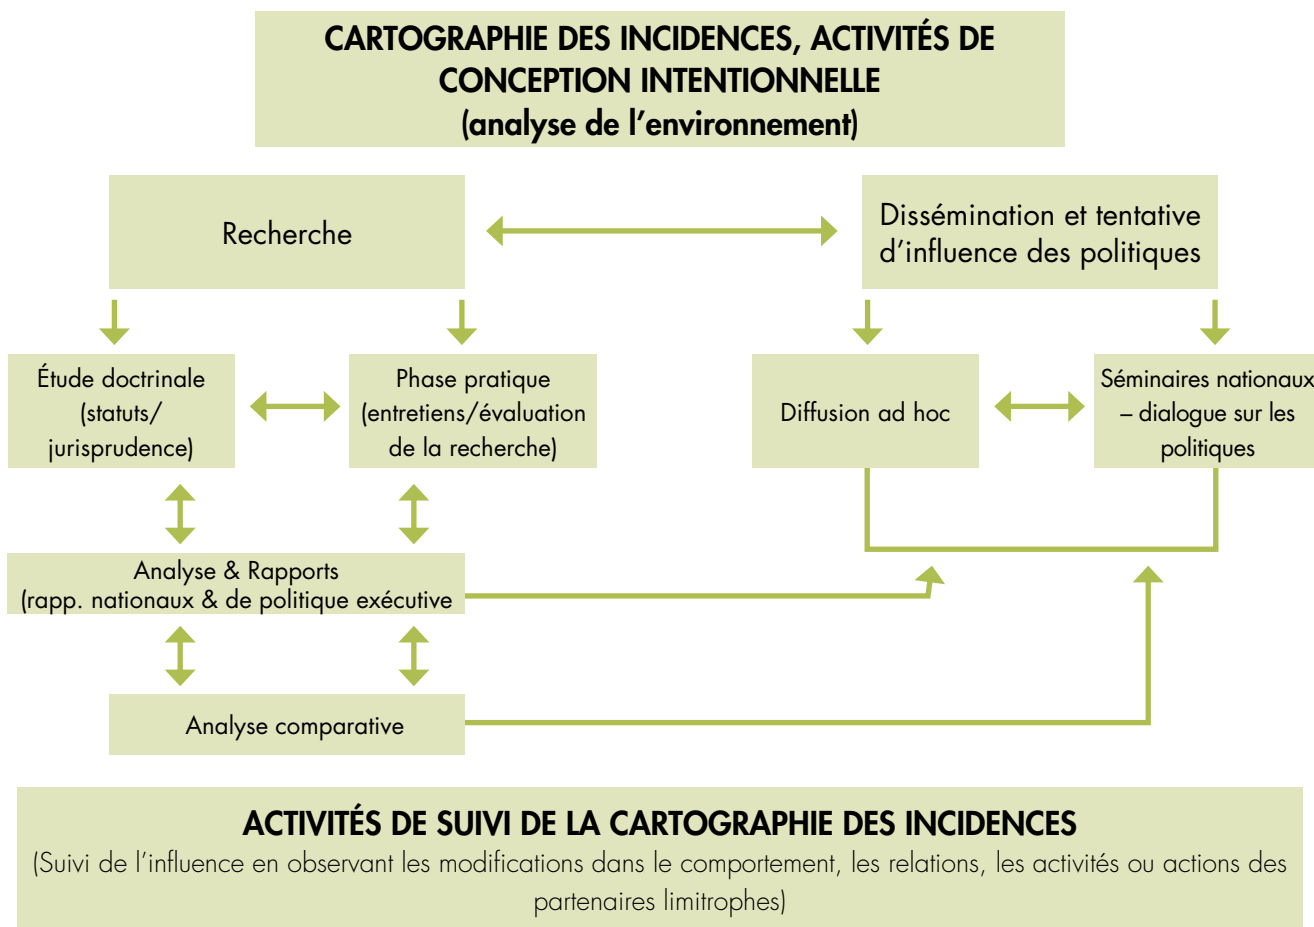 CARTOGRAPHIE DES INCIDENCES, ACTIVITÉS DE
CONCEPTION INTENTIONNELLE
(analyse de l’environnement)
Recherche
Dissémination et tentative
d’influence des politiques
Étude doctrinale
(statuts/
jurisprudence)
Phase pratique
(entretiens/évaluation
de la recherche)
Diffusion ad hoc
Séminaires nationaux
– dialogue sur les
politiques
Analyse & Rapports
(rapp. nationaux & de politique exécutive
Analyse comparative
ACTIVITÉS DE SUIVI DE LA CARTOGRAPHIE DES INCIDENCES
(Suivi de l’influence en observant les modifications dans le comportement, les relations, les activités ou actions des
partenaires limitrophes)